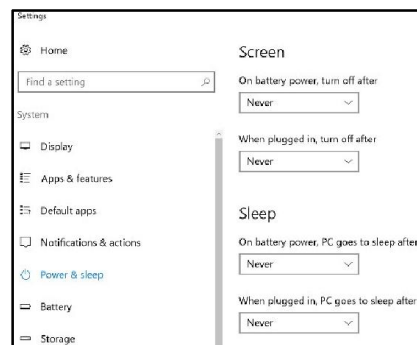 Settings
Home
Find a setting
System
Display
Apps & features
Default apps
Notifications & actions
Power & sleep
Battery
Storage
Screen
On battery power, turn off after
Never
When plugged in, turn off after
Never
Sleep
On battery power, PC goes to sleep after
Never
When plugged in, PC goes to sleep after
Never